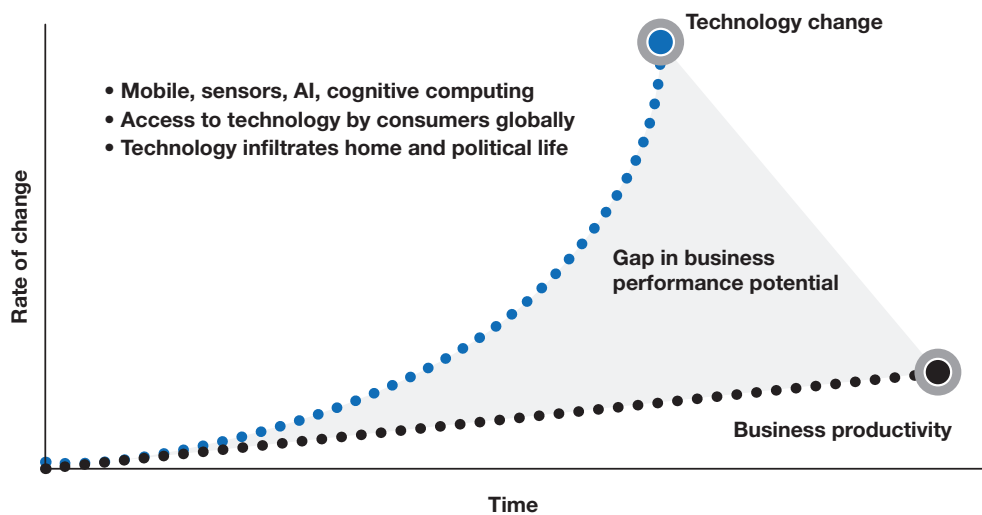 Technology change
• Mobile, sensors, AI, cognitive computing
• Access to technology by consumers globally
• Technology infiltrates home and political life
Rate of change
Gap in business
performance potential
Business productivity
Time